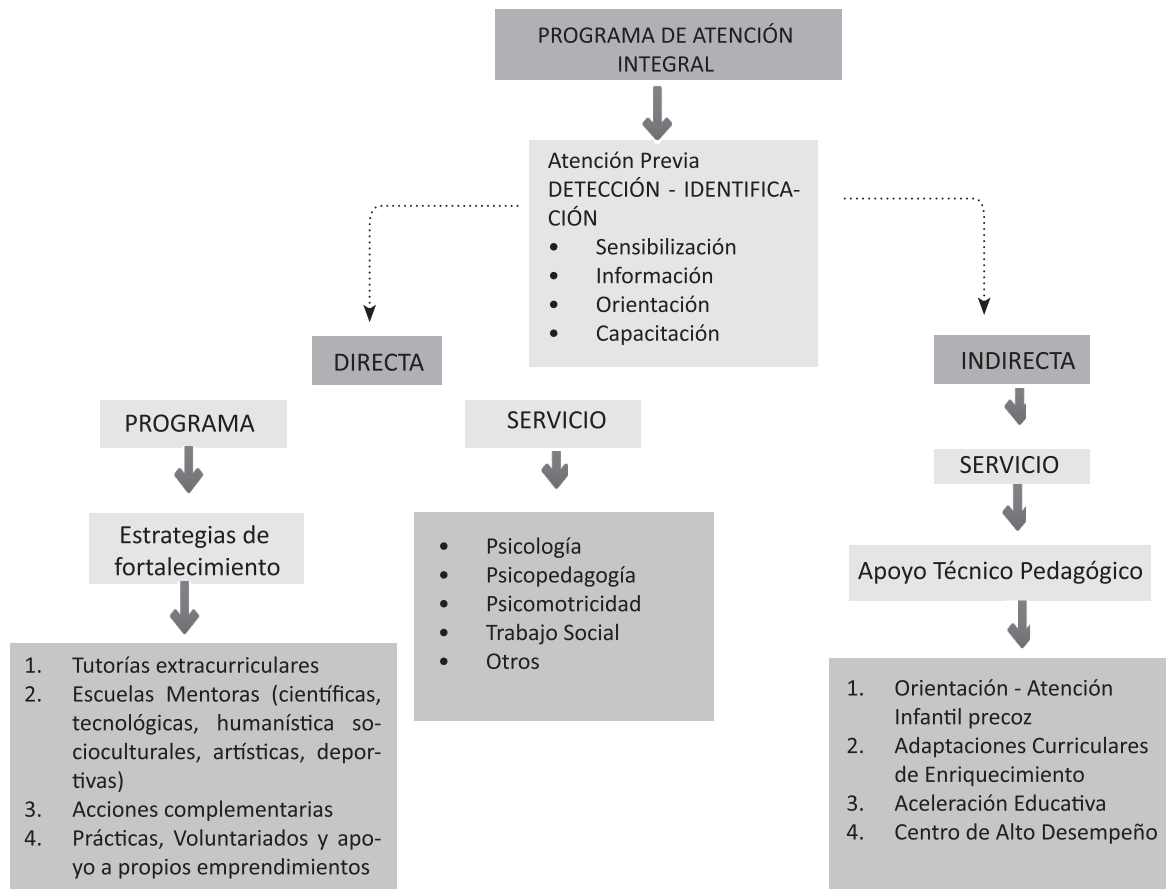 PROGRAMA DE ATENCIÓN
INTEGRAL
Atención Previa
DETECCIÓN - IDENTIFICA-
CIÓN
• Sensibilización
• Información
• Orientación
• Capacitación
DIRECTA
INDIRECTA
PROGRAMA
Estrategias de
fortalecimiento
1. Tutorías extracurriculares
2. Escuelas Mentoras (científicas,
tecnológicas, humanística so-
cioculturales, artísticas, depor-
tivas)
3. Acciones complementarias
4. Prácticas, Voluntariados y apo-
yo a propios emprendimientos
SERVICIO
• Psicología
• Psicopedagogía
• Psicomotricidad
• Trabajo Social
• Otros
SERVICIO
Apoyo Técnico Pedagógico
1. Orientación - Atención
Infantil precoz
2. Adaptaciones Curriculares
de Enriquecimiento
3. Aceleración Educativa
4. Centro de Alto Desempeño